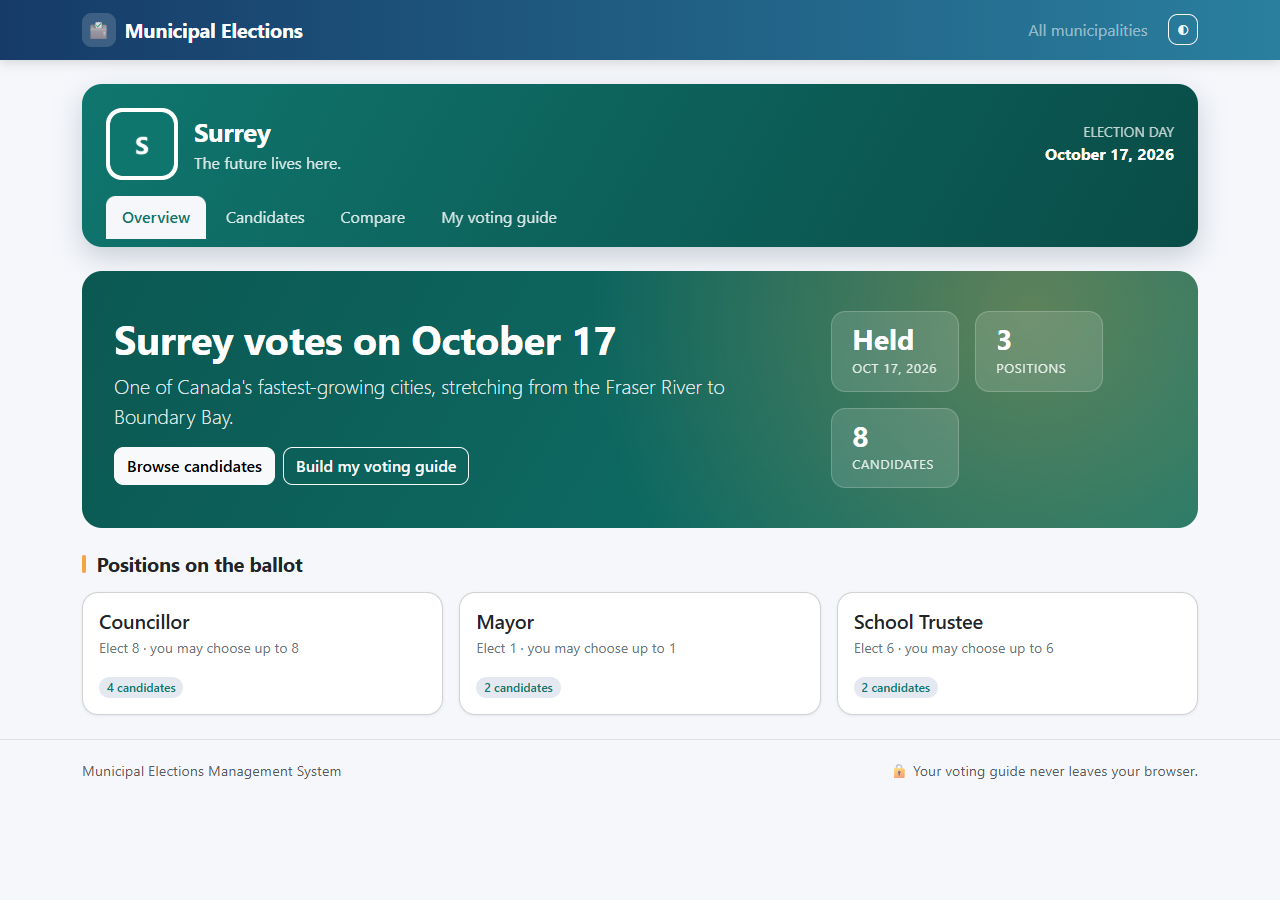 Municipal Elections
All municipalities
S
Surrey
The future lives here.
ELECTION DAY
October 17, 2026
Overview
Candidates
Compare
My voting guide
Surrey votes on October 17
One of Canada's fastest-growing cities, stretching from the Fraser River to
Boundary Bay.
Browse candidates
Build my voting guide
Held
OCT 17, 2026
3
POSITIONS
8
CANDIDATES
Positions on the ballot
Councillor
Elect 8 · you may choose up to 8
4 candidates
Mayor
Elect 1 · you may choose up to 1
2 candidates
School Trustee
Elect 6 · you may choose up to 6
2 candidates
Municipal Elections Management System
Your voting guide never leaves your browser.